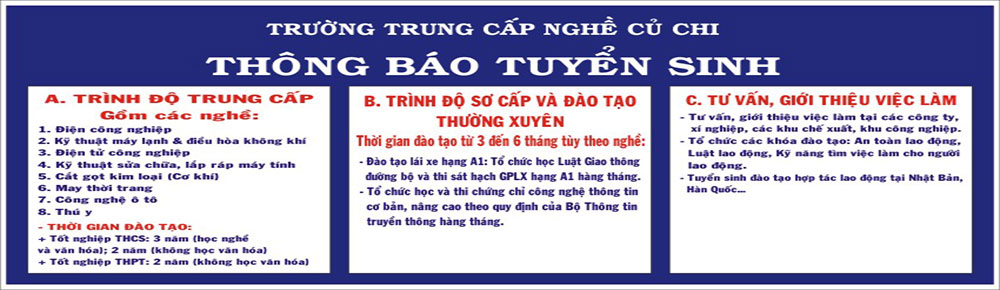 TRƯỜNG TRUNG CẤP NGHỀ CỦ CHI
THÔNG BÁO TUYỂN SINH
A. TRÌNH ĐỘ TRUNG CẤP
Gồm các nghề:
1. Điện công nghiệp
2. Kỹ thuật máy lạnh & điều hòa không khí
3. Điện tử công nghiệp
4. Kỹ thuật sửa chữa, lắp ráp máy tính
5. Cắt gọt kim loại (Cơ khí)
6. May thời trang
7. Công nghệ ô tô
8. Thú y
- THỜI GIAN ĐÀO TẠO:
+ Tốt nghiệp THCS: 3 năm (học nghề
và văn hóa); 2 năm (không học văn hóa)
+ Tốt nghiệp THPT: 2 năm (không học văn hóa)
B. TRÌNH ĐỘ SƠ CẤP VÀ ĐÀO TẠO
THƯỜNG XUYÊN
Thời gian đào tạo từ 3 đến 6 tháng tùy theo nghề:
- Đào tạo lái xe hạng A1: Tổ chức học Luật Giao thông
đường bộ và thi sát hạch GPLX hạng A1 hàng tháng.
- Tổ chức học và thi chứng chỉ công nghệ thông tin
cơ bản, nâng cao theo quy định của Bộ Thông tin
truyền thông hàng tháng.
C. TƯ VẤN, GIỚI THIỆU VIỆC LÀM
- Tư vấn, giới thiệu việc làm tại các công ty,
xí nghiệp, các khu chế xuất, khu công nghiệp.
- Tổ chức các khóa đào tạo: An toàn lao động,
Luật lao động, Kỹ năng tìm việc làm cho người
lao động.
- Tuyển sinh đào tạo hợp tác lao động tại Nhật Bản,
Hàn Quốc...